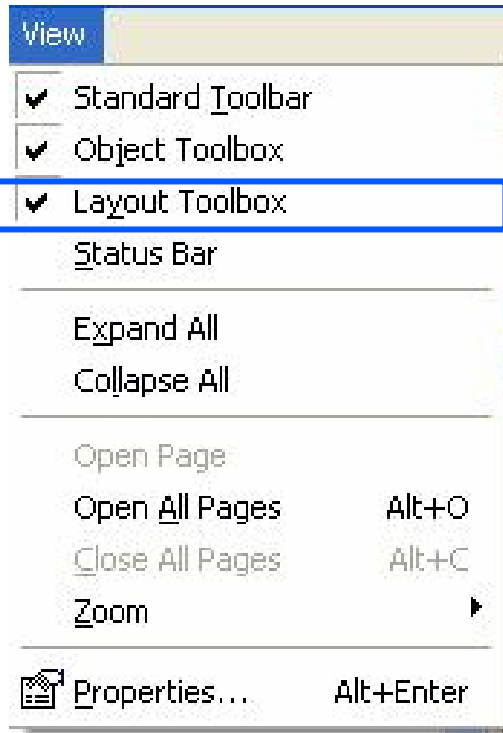 View
Standard Toolbar
Object Toolbox
Layout Toolbox
Status Bar
Expand All
Collapse All
Open Page
Open All Pages Alt+O
Close All Pages Alt+C
Zoom
Properties... Alt+Enter